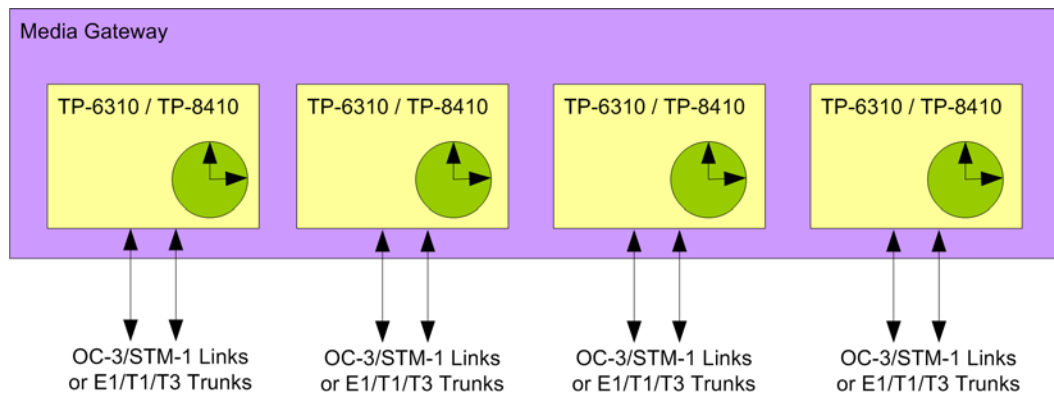 Media Gateway
TP-6310 / TP-8410
TP-6310 / TP-8410
TP-6310 / TP-8410
TP-6310 / TP-8410
OC-3/STM-1 Links
or E1/T1/T3 Trunks
OC-3/STM-1 Links
or E1/T1/T3 Trunks
OC-3/STM-1 Links
or E1/T1/T3 Trunks
OC-3/STM-1 Links
or E1/T1/T3 Trunks